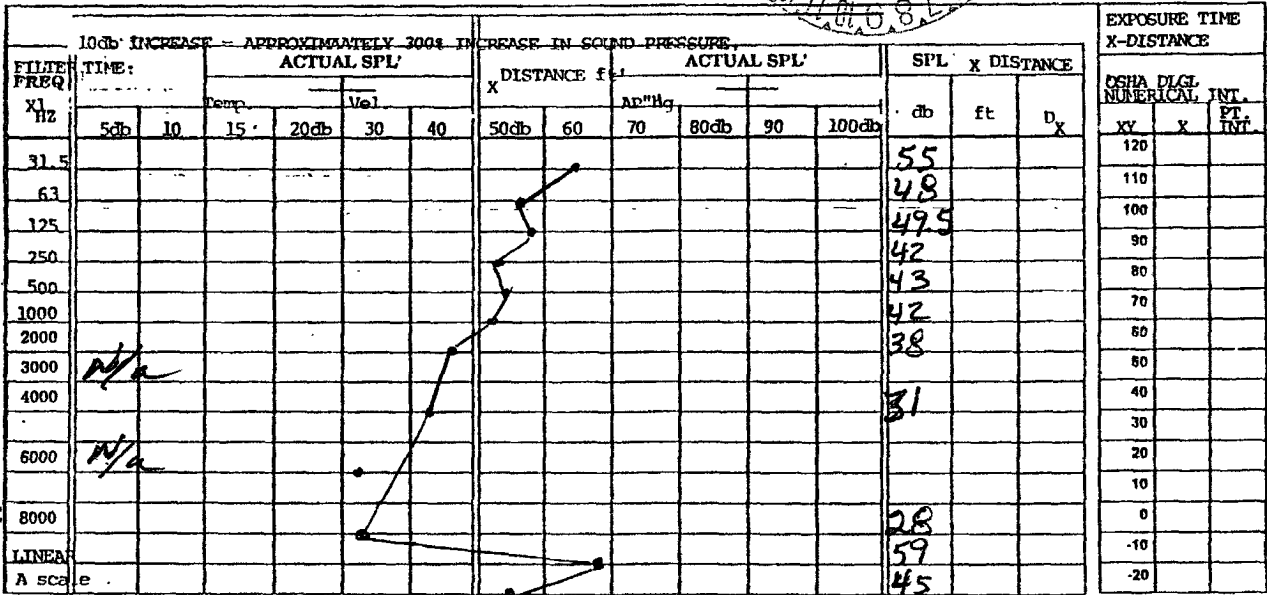 EXPOSURE TIME
X-DISTANCE
10db INCREASE = APPROXIMAATELY 300% INCREASE IN SOUND PRESSURE.
FILTER FREQ X1 HZ TIME: ACTUAL SPL' X DISTANCE ft' ACTUAL SPL' SPL X DISTANCE
OSHA DLGL NUMERICAL INT.
Temp. Vel. AP"Hg
5db 10 15 20db 30 40 50db 60 70 80db 90 100db db ft DX XY X PT. INT.
120
31.5 55
110
63 48
100
125 49.5
90
250 42
80
500 43
70
1000 42
60
2000 38
50
3000 N/a
40
4000 31
30
20
6000 N/a
10
0
8000 28
-10
LINEAR 59
-20
A scale 45